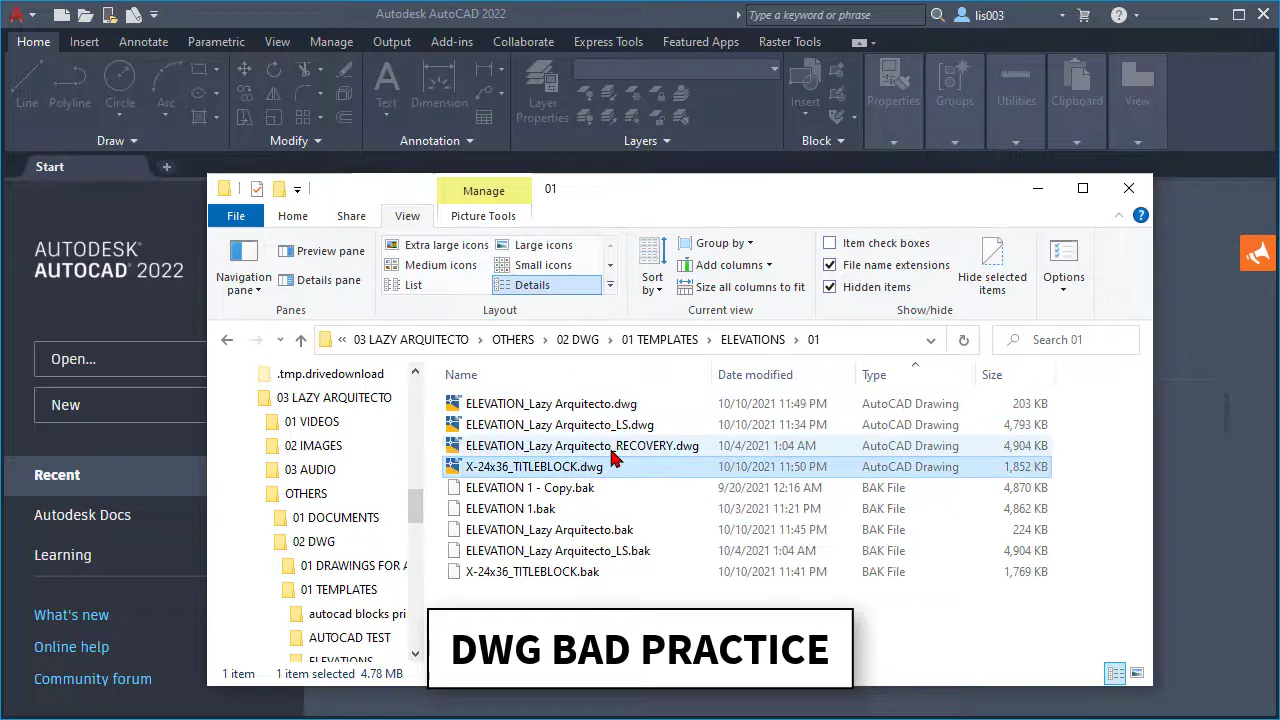 Autodesk AutoCAD 2022
Type a keyword or phrase
lis003
Home Insert Annotate Parametric View Manage Output Add-ins Collaborate Express Tools Featured Apps Raster Tools
Line Polyline Circle Arc
Text Dimension
Layer Properties
Insert
Properties Groups Utilities Clipboard View
Draw Modify Annotation Layers Block
Start
Manage 01
File Home Share View Picture Tools
AUTODESK®
AUTOCAD® 2022
Open...
New
Recent
Autodesk Docs
Learning
What's new
Online help
Community forum
Navigation pane
Preview pane
Details pane
Extra large icons Large icons
Medium icons Small icons
List Details
Sort by
Group by
Add columns
Size all columns to fit
Item check boxes
File name extensions
Hidden items
Hide selected items
Options
Panes Layout Current view Show/hide
« 03 LAZY ARQUITECTO > OTHERS > 02 DWG > 01 TEMPLATES > ELEVATIONS > 01
Search 01
.tmp.drivedownload
03 LAZY ARQUITECTO
01 VIDEOS
02 IMAGES
03 AUDIO
OTHERS
01 DOCUMENTS
02 DWG
01 DRAWINGS FOR A
01 TEMPLATES
autocad blocks pri
AUTOCAD TEST
ELEVATIONS
Name Date modified Type Size
ELEVATION_Lazy Arquitecto.dwg 10/10/2021 11:49 PM AutoCAD Drawing 203 KB
ELEVATION_Lazy Arquitecto_LS.dwg 10/10/2021 11:34 PM AutoCAD Drawing 4,793 KB
ELEVATION_Lazy Arquitecto_RECOVERY.dwg 10/4/2021 1:04 AM AutoCAD Drawing 4,904 KB
X-24x36_TITLEBLOCK.dwg 10/10/2021 11:50 PM AutoCAD Drawing 1,852 KB
ELEVATION 1 - Copy.bak 9/20/2021 12:16 AM BAK File 4,870 KB
ELEVATION 1.bak 10/3/2021 11:21 PM BAK File 4,862 KB
ELEVATION_Lazy Arquitecto.bak 10/10/2021 11:45 PM BAK File 224 KB
ELEVATION_Lazy Arquitecto_LS.bak 10/4/2021 1:04 AM BAK File 4,904 KB
X-24x36_TITLEBLOCK.bak 10/10/2021 11:41 PM BAK File 1,769 KB
DWG BAD PRACTICE
1 item 1 item selected 4.78 MB